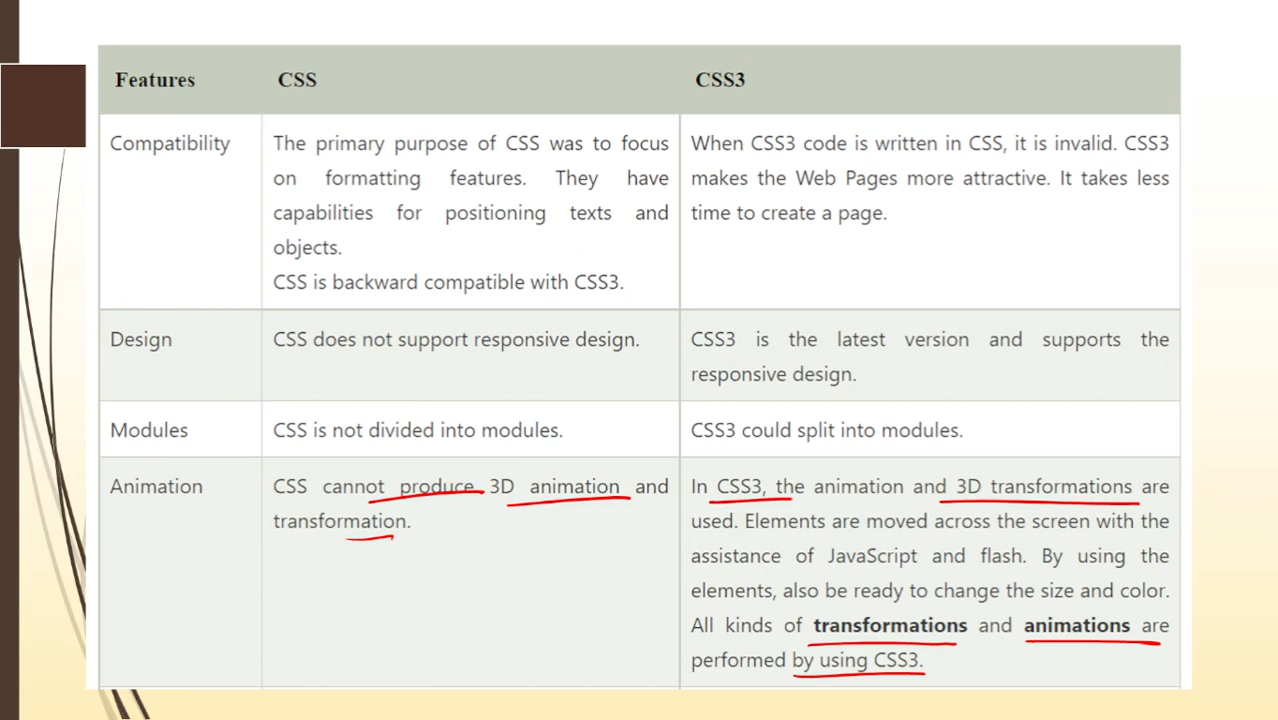 Features CSS CSS3
Compatibility
The primary purpose of CSS was to focus
on formatting features. They have
capabilities for positioning texts and
objects.
CSS is backward compatible with CSS3.
When CSS3 code is written in CSS, it is invalid. CSS3
makes the Web Pages more attractive. It takes less
time to create a page.
Design
CSS does not support responsive design.
CSS3 is the latest version and supports the
responsive design.
Modules
CSS is not divided into modules.
CSS3 could split into modules.
Animation
CSS cannot produce 3D animation and
transformation.
In CSS3, the animation and 3D transformations are
used. Elements are moved across the screen with the
assistance of JavaScript and flash. By using the
elements, also be ready to change the size and color.
All kinds of transformations and animations are
performed by using CSS3.